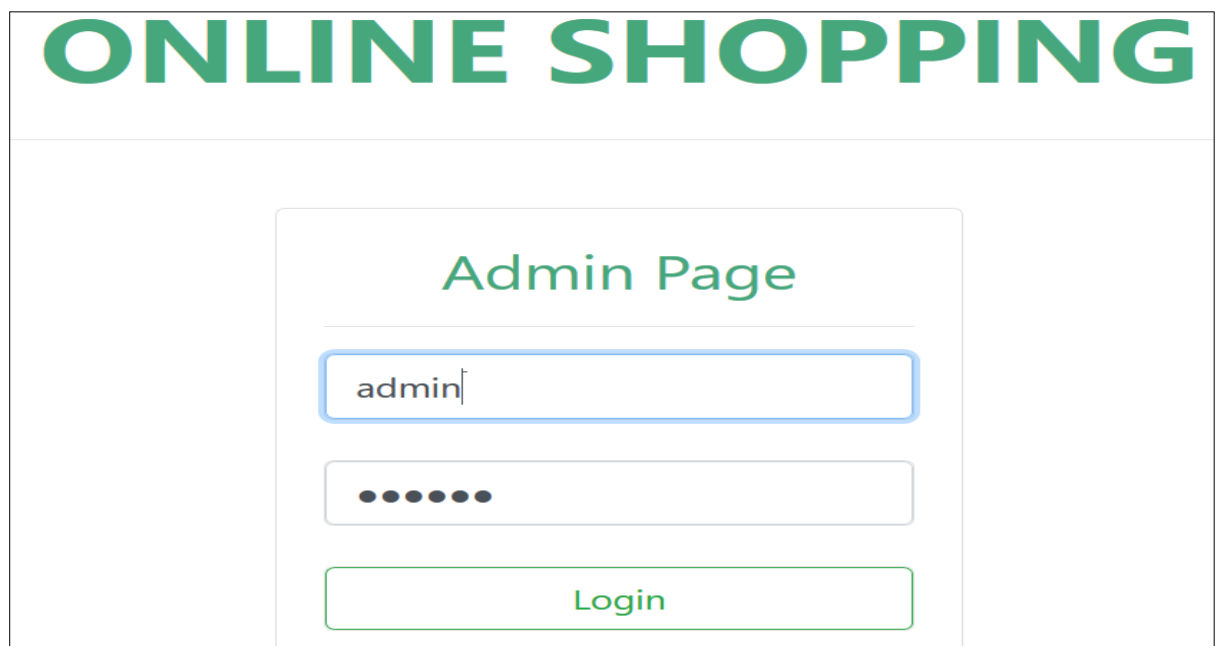 ONLINE SHOPPING
Admin Page
admin
••••••
Login